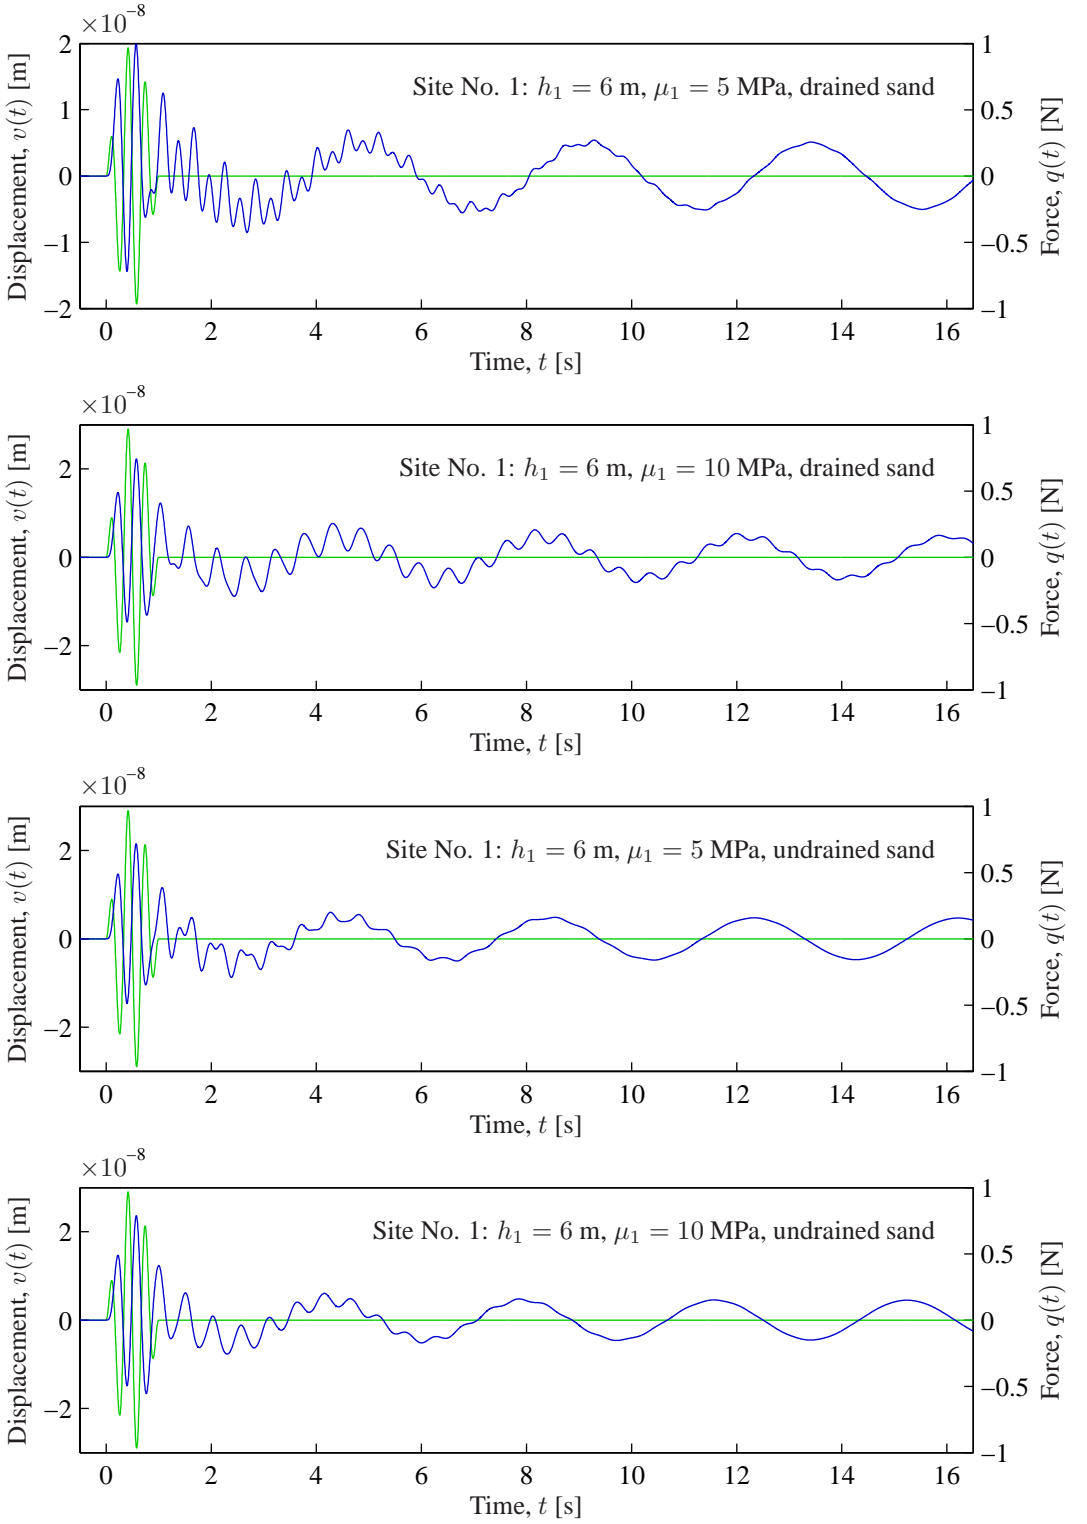 ×10⁻⁸
Displacement, v(t) [m]
2
1
0
−1
−2
Site No. 1: h₁ = 6 m, μ₁ = 5 MPa, drained sand
1
0.5
0
−0.5
−1
Force, q(t) [N]
0 2 4 6 8 10 12 14 16
Time, t [s]
×10⁻⁸
Displacement, v(t) [m]
2
0
−2
Site No. 1: h₁ = 6 m, μ₁ = 10 MPa, drained sand
1
0.5
0
−0.5
−1
Force, q(t) [N]
0 2 4 6 8 10 12 14 16
Time, t [s]
×10⁻⁸
Displacement, v(t) [m]
2
0
−2
Site No. 1: h₁ = 6 m, μ₁ = 5 MPa, undrained sand
1
0.5
0
−0.5
−1
Force, q(t) [N]
0 2 4 6 8 10 12 14 16
Time, t [s]
×10⁻⁸
Displacement, v(t) [m]
2
0
−2
Site No. 1: h₁ = 6 m, μ₁ = 10 MPa, undrained sand
1
0.5
0
−0.5
−1
Force, q(t) [N]
0 2 4 6 8 10 12 14 16
Time, t [s]